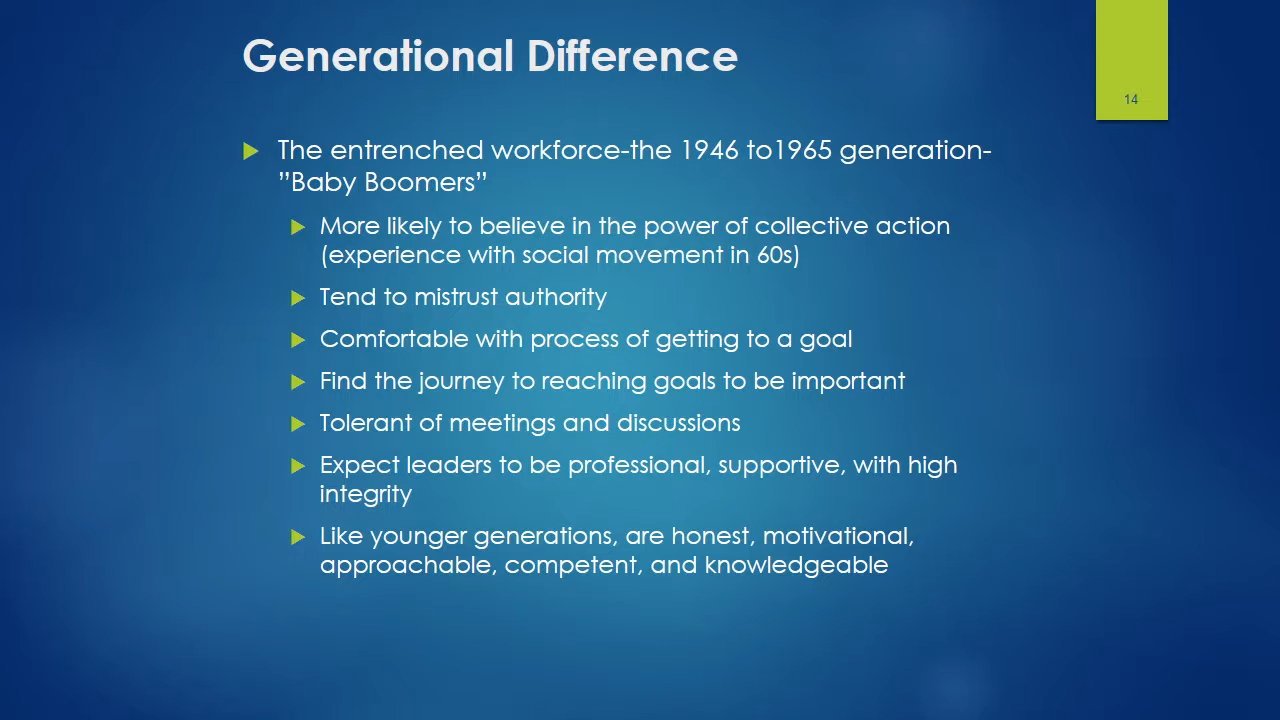 Generational Difference
14
The entrenched workforce-the 1946 to1965 generation-
”Baby Boomers”
More likely to believe in the power of collective action
(experience with social movement in 60s)
Tend to mistrust authority
Comfortable with process of getting to a goal
Find the journey to reaching goals to be important
Tolerant of meetings and discussions
Expect leaders to be professional, supportive, with high
integrity
Like younger generations, are honest, motivational,
approachable, competent, and knowledgeable